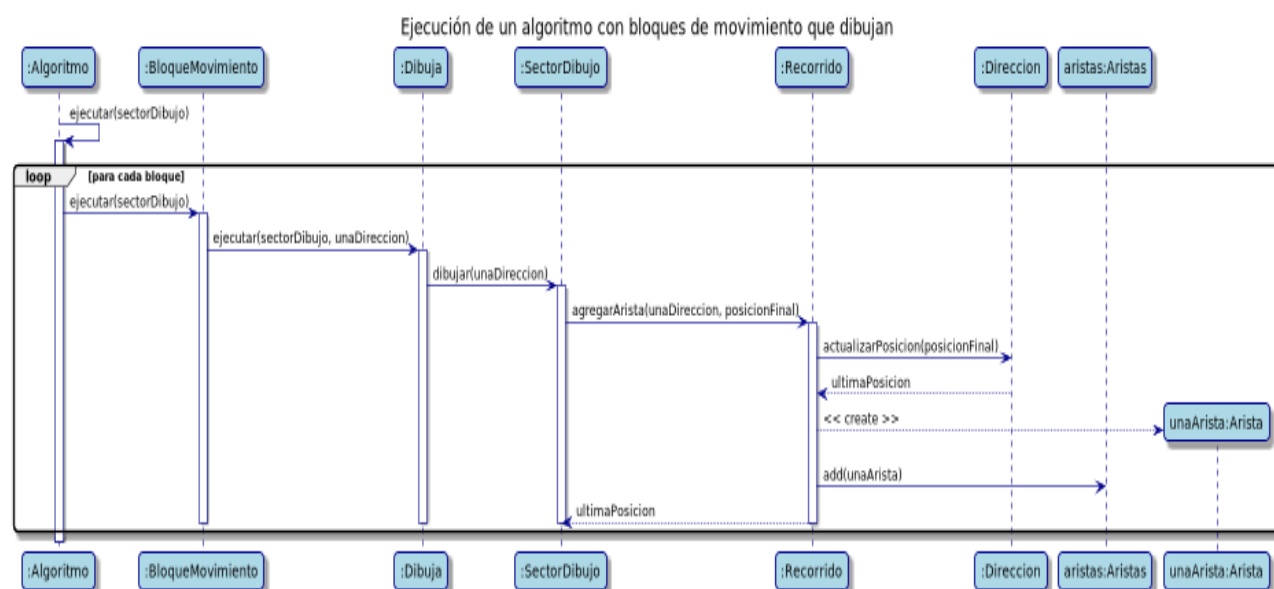 Ejecución de un algoritmo con bloques de movimiento que dibujan
:Algoritmo
:BloqueMovimiento
:Dibuja
:SectorDibujo
:Recorrido
:Direccion
aristas:Aristas
ejecutar(sectorDibujo)
loop
[para cada bloque]
ejecutar(sectorDibujo)
ejecutar(sectorDibujo, unaDireccion)
dibujar(unaDireccion)
agregarArista(unaDireccion, posicionFinal)
actualizarPosicion(posicionFinal)
ultimaPosicion
<< create >>
unaArista:Arista
add(unaArista)
ultimaPosicion
:Algoritmo
:BloqueMovimiento
:Dibuja
:SectorDibujo
:Recorrido
:Direccion
aristas:Aristas
unaArista:Arista